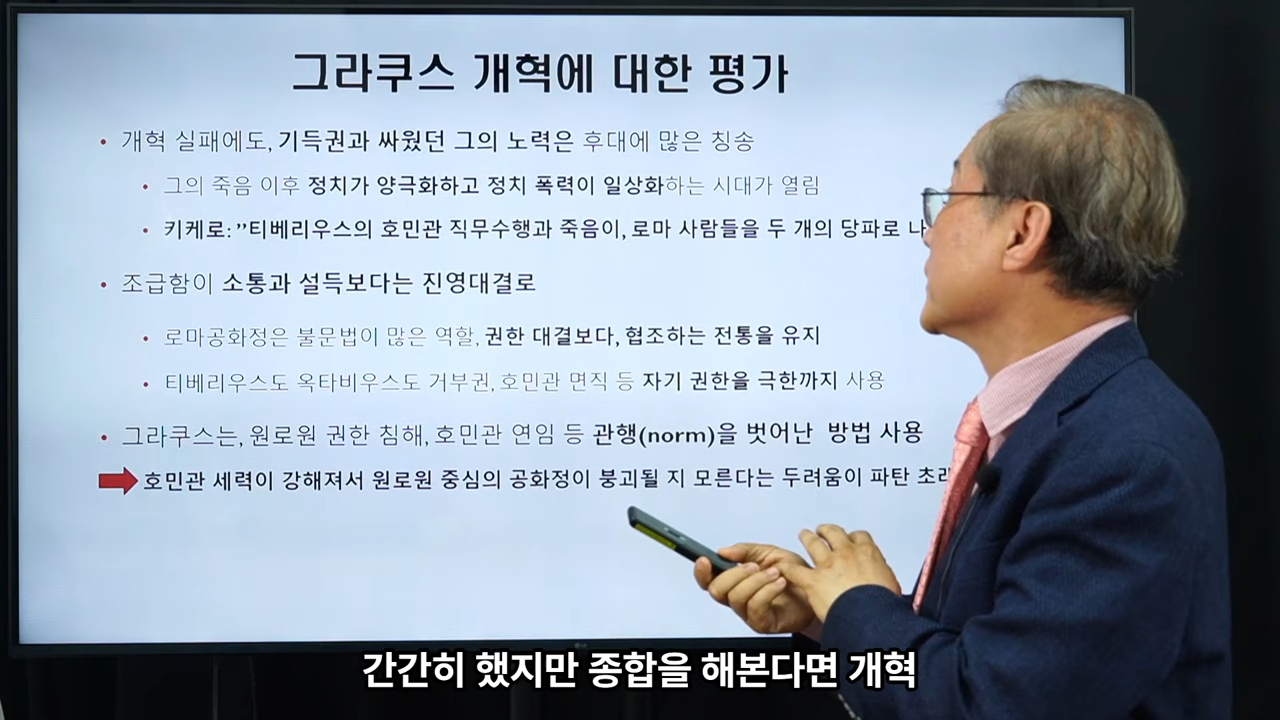 그라쿠스 개혁에 대한 평가
• 개혁 실패에도, 기득권과 싸웠던 그의 노력은 후대에 많은 칭송
• 그의 죽음 이후 정치가 양극화하고 정치 폭력이 일상화하는 시대가 열림
• 키케로: ”티베리우스의 호민관 직무수행과 죽음이, 로마 사람들을 두 개의 당파로
• 조급함이 소통과 설득보다는 진영대결로
• 로마공화정은 불문법이 많은 역할, 권한 대결보다, 협조하는 전통을 유지
• 티베리우스도 옥타비우스도 거부권, 호민관 면직 등 자기 권한을 극한까지 사용
• 그라쿠스는, 원로원 권한 침해, 호민관 연임 등 관행(norm)을 벗어난 방법 사용
호민관 세력이 강해져서 원로원 중심의 공화정이 붕괴될 지 모른다는 두려움이 파탄
간간히 했지만 종합을 해본다면 개혁